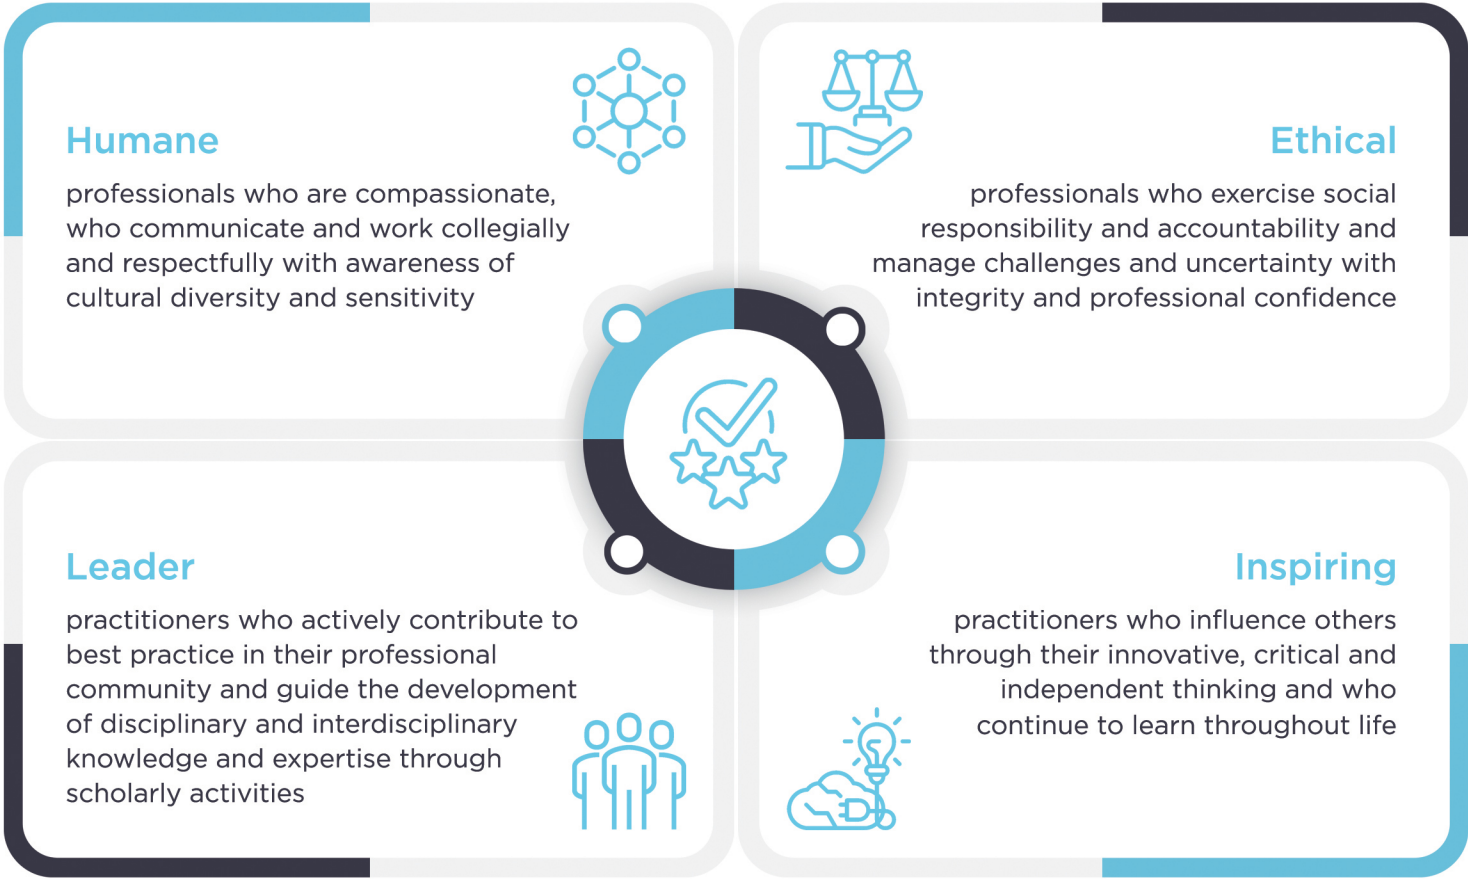 Humane
professionals who are compassionate,
who communicate and work collegially
and respectfully with awareness of
cultural diversity and sensitivity
Ethical
professionals who exercise social
responsibility and accountability and
manage challenges and uncertainty with
integrity and professional confidence
Leader
practitioners who actively contribute to
best practice in their professional
community and guide the development
of disciplinary and interdisciplinary
knowledge and expertise through
scholarly activities
Inspiring
practitioners who influence others
through their innovative, critical and
independent thinking and who
continue to learn throughout life